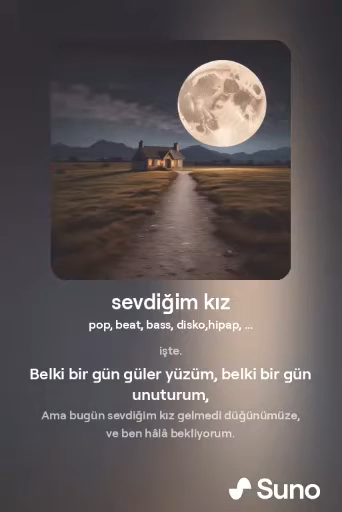 sevdiğim kız
pop, beat, bass, disko,hipap, ...
işte.
Belki bir gün güler yüzüm, belki bir gün
unuturum,
Ama bugün sevdiğim kız gelmedi düğünümüze,
ve ben hâlâ bekliyorum.
Suno